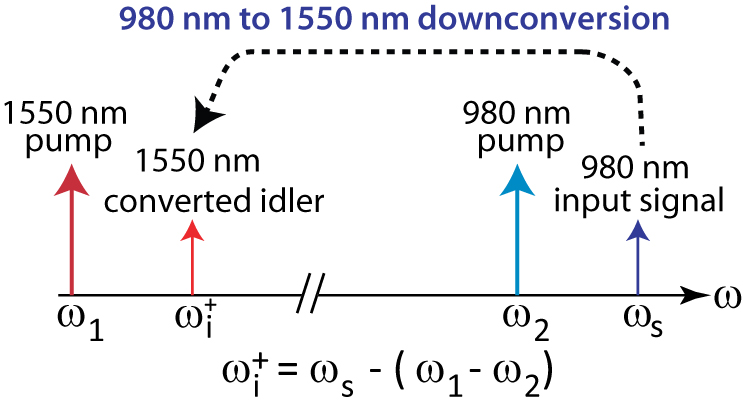 980 nm to 1550 nm downconversion
1550 nm
pump
1550 nm
converted idler
980 nm
pump
980 nm
input signal
ω₁
ωᵢ⁺
ω₂
ωₛ
ω
ωᵢ⁺ = ωₛ - ( ω₁ - ω₂)